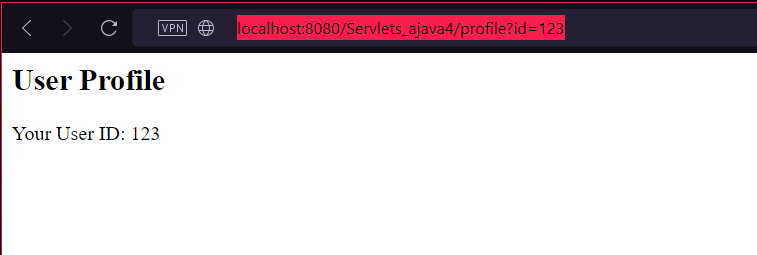 VPN
localhost:8080/Servlets_ajava4/profile?id=123
User Profile
Your User ID: 123